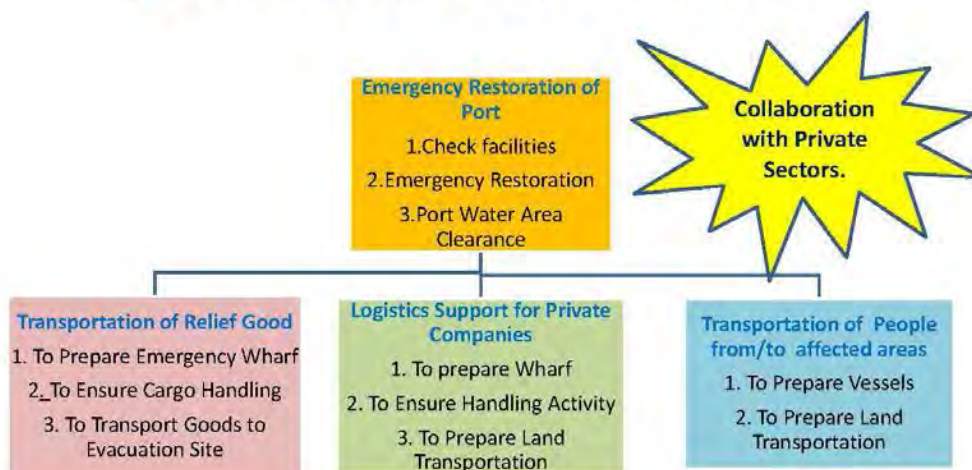 Emergency Restoration of
Port
1.Check facilities
2.Emergency Restoration
3.Port Water Area
Clearance
Collaboration
with Private
Sectors.
Transportation of Relief Good
1. To Prepare Emergency Wharf
2. To Ensure Cargo Handling
3. To Transport Goods to
Evacuation Site
Logistics Support for Private
Companies
1. To prepare Wharf
2. To Ensure Handling Activity
3. To Prepare Land
Transportation
Transportation of People
from/to affected areas
1. To Prepare Vessels
2. To Prepare Land
Transportation